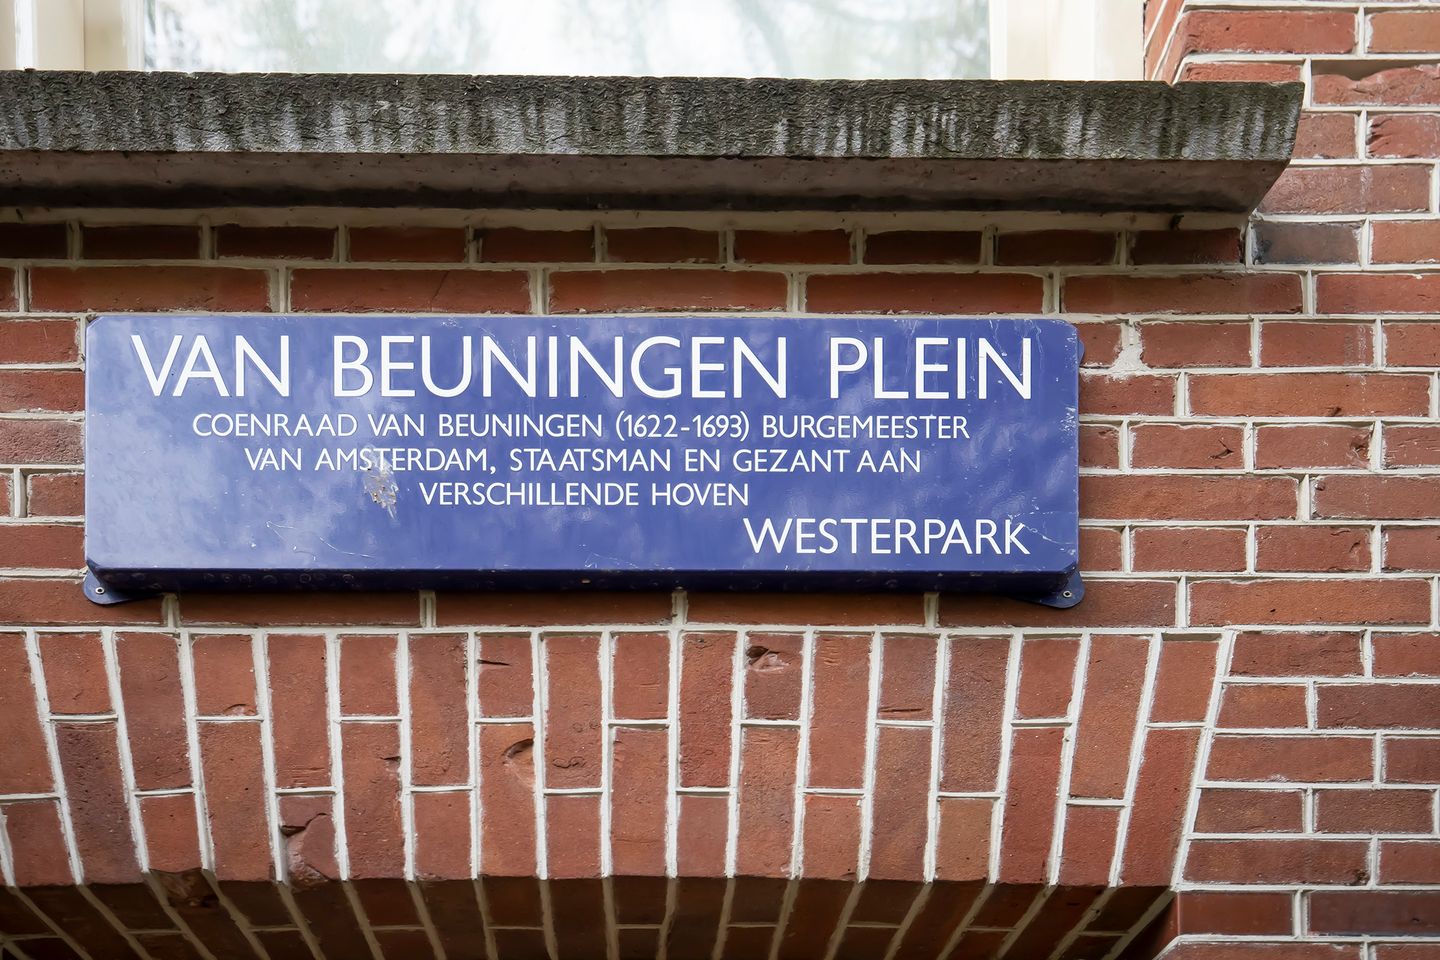 VAN BEUNINGEN PLEIN
COENRAAD VAN BEUNINGEN (1622-1693) BURGEMEESTER
VAN AMSTERDAM, STAATSMAN EN GEZANT AAN
VERSCHILLENDE HOVEN
WESTERPARK